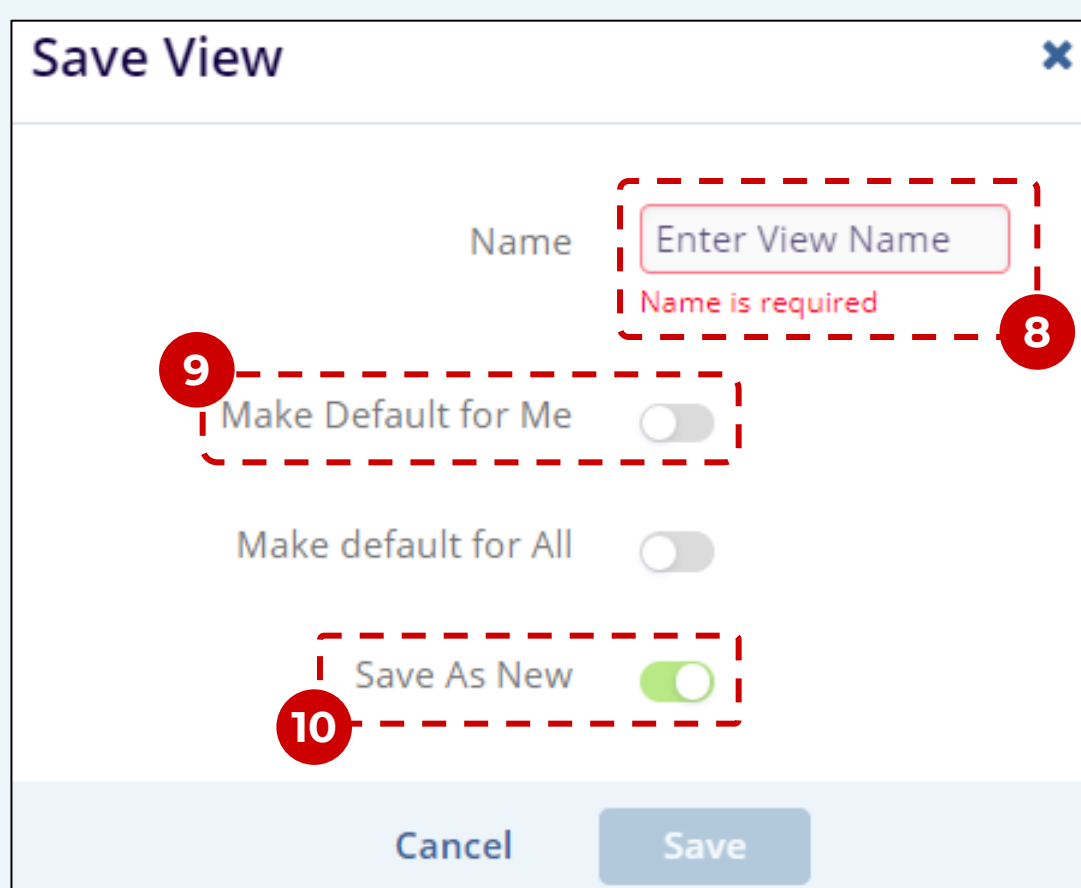 Save View
Name
Enter View Name
Name is required
8
9
Make Default for Me
Make default for All
Save As New
10
Cancel
Save